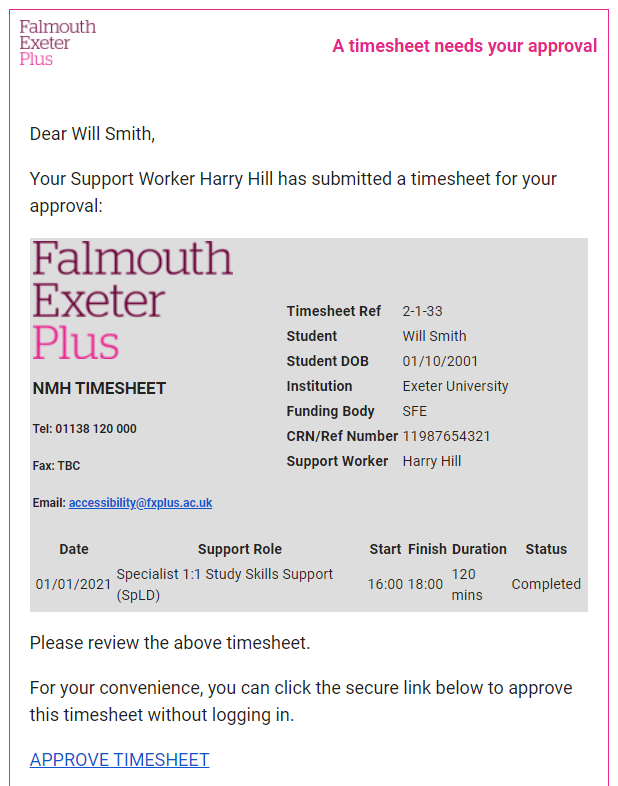 Falmouth
Exeter
Plus
A timesheet needs your approval
Dear Will Smith,
Your Support Worker Harry Hill has submitted a timesheet for your
approval:
Falmouth
Exeter
Plus
NMH TIMESHEET
Tel: 01138 120 000
Fax: TBC
Email: accessibility@fxplus.ac.uk
Timesheet Ref 2-1-33
Student Will Smith
Student DOB 01/10/2001
Institution Exeter University
Funding Body SFE
CRN/Ref Number 11987654321
Support Worker Harry Hill
Date Support Role Start Finish Duration Status
01/01/2021 Specialist 1:1 Study Skills Support (SpLD) 16:00 18:00 120 mins Completed
Please review the above timesheet.
For your convenience, you can click the secure link below to approve
this timesheet without logging in.
APPROVE TIMESHEET